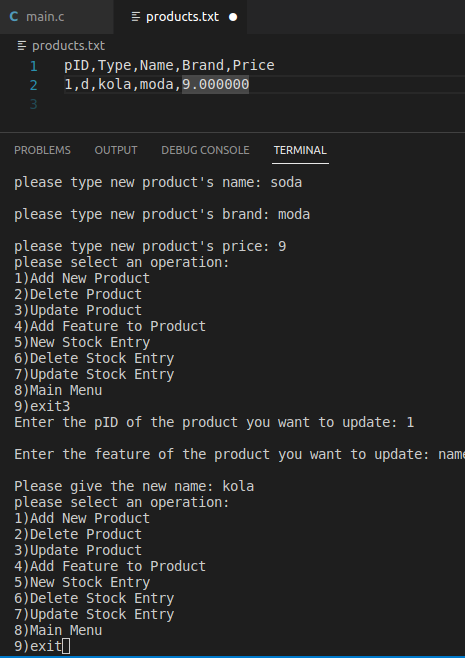 C main.c products.txt
products.txt
1 pID,Type,Name,Brand,Price
2 1,d,kola,moda,9.000000
3
PROBLEMS OUTPUT DEBUG CONSOLE TERMINAL
please type new product's name: soda
please type new product's brand: moda
please type new product's price: 9
please select an operation:
1)Add New Product
2)Delete Product
3)Update Product
4)Add Feature to Product
5)New Stock Entry
6)Delete Stock Entry
7)Update Stock Entry
8)Main Menu
9)exit3
Enter the pID of the product you want to update: 1
Enter the feature of the product you want to update: name
Please give the new name: kola
please select an operation:
1)Add New Product
2)Delete Product
3)Update Product
4)Add Feature to Product
5)New Stock Entry
6)Delete Stock Entry
7)Update Stock Entry
8)Main Menu
9)exit